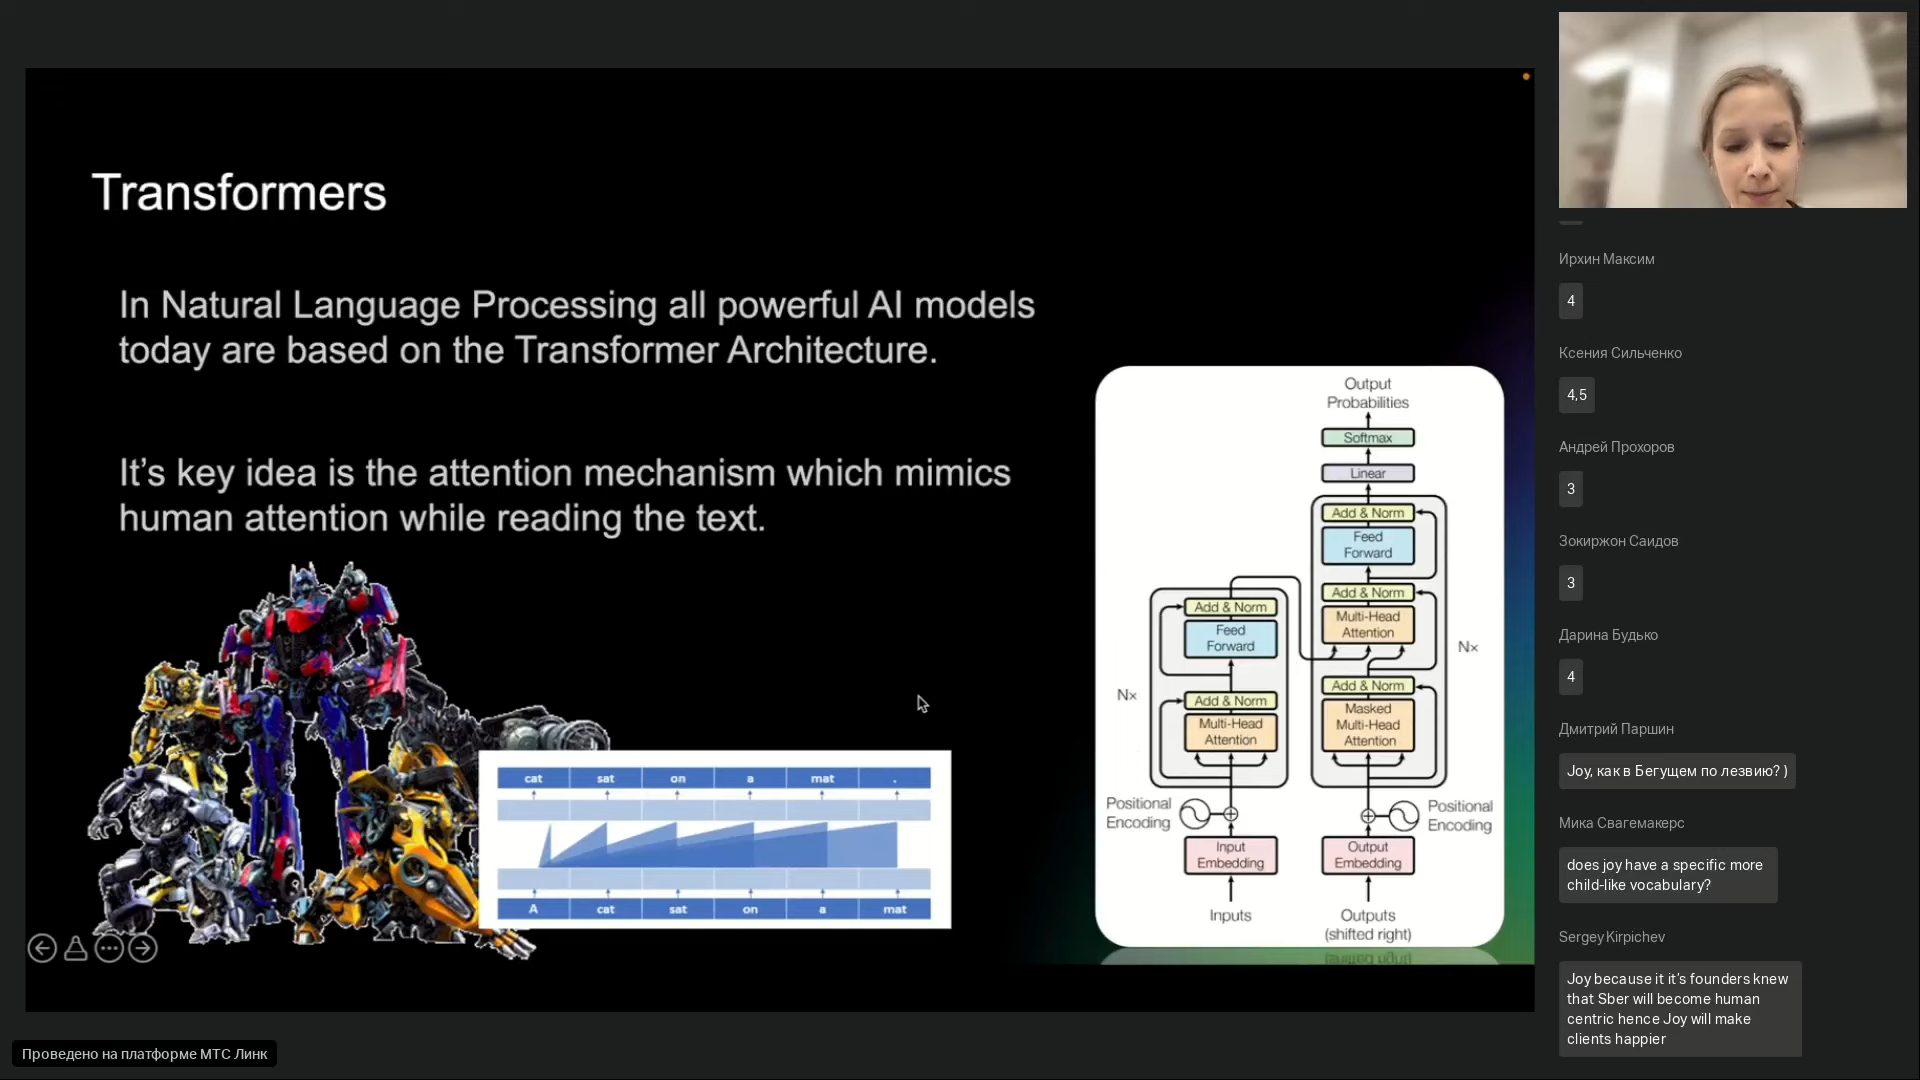 Transformers
In Natural Language Processing all powerful AI models
today are based on the Transformer Architecture.
It’s key idea is the attention mechanism which mimics
human attention while reading the text.
cat sat on a mat .
A cat sat on a mat
Output
Probabilities
Softmax
Linear
Add & Norm
Feed
Forward
Add & Norm
Multi-Head
Attention
Add & Norm
Masked
Multi-Head
Attention
Nx
Add & Norm
Feed
Forward
Add & Norm
Multi-Head
Attention
Nx
Positional
Encoding
Positional
Encoding
Input
Embedding
Output
Embedding
Inputs
Outputs
(shifted right)
Ирхин Максим
4
Ксения Сильченко
4,5
Андрей Прохоров
3
Зокиржон Саидов
3
Дарина Будько
4
Дмитрий Паршин
Joy, как в Бегущем по лезвию? )
Мика Свагемакерс
does joy have a specific more
child-like vocabulary?
Sergey Kirpichev
Joy because it it’s founders knew
that Sber will become human
centric hence Joy will make
clients happier
Проведено на платформе МТС Линк